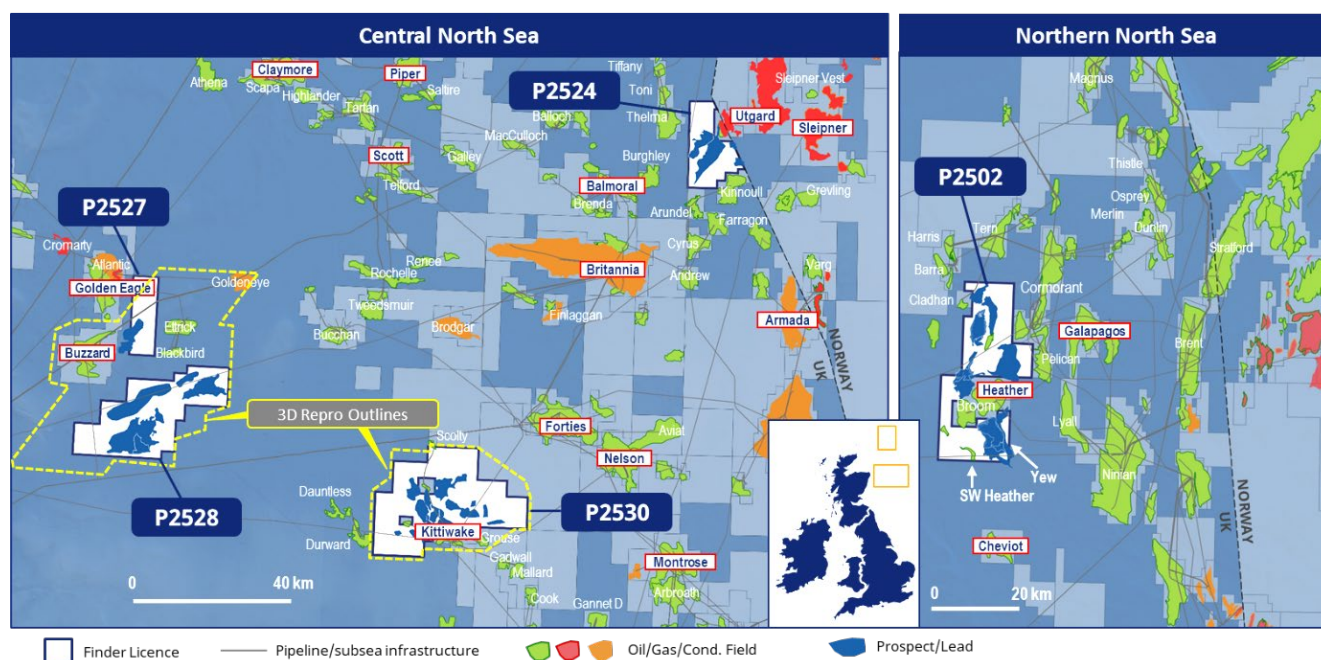 Central North Sea
Northern North Sea
Athena
Claymore
Scapa
Highlander
Piper
Saltire
Tartan
Tiffany
Toni
Thelma
Balloch
MacCulloch
P2524
Sleipner Vest
Utgard
Sleipner
Scott
Galley
Telford
Burghley
Balmoral
Brenda
Kinnoull
Grevling
Arundel
Farragon
P2527
Cromarty
Atlantic
Golden Eagle
Goldeneye
Renee
Rochelle
Tweedsmuir
Britannia
Cyrus
Andrew
Varg
Ettrick
Buzzard
Blackbird
Buchan
Brodgar
Finlaggan
Armada
NORWAY
UK
3D Repro Outlines
Forties
Aviat
Nelson
Scolty
P2528
Dauntless
Durward
Kittiwake
Grouse
P2530
Gadwall
Mallard
Cook
Gannet D
Montrose
Arbroath
0
40 km
Magnus
P2502
Thistle
Osprey
Merlin
Dunlin
Harris
Tern
Barra
Cladhan
Statfjord
Cormorant
Galapagos
Brent
Pelican
Heather
Broom
Lyell
Ninian
Yew
SW Heather
Cheviot
NORWAY
UK
0
20 km
Finder Licence
Pipeline/subsea infrastructure
Oil/Gas/Cond. Field
Prospect/Lead